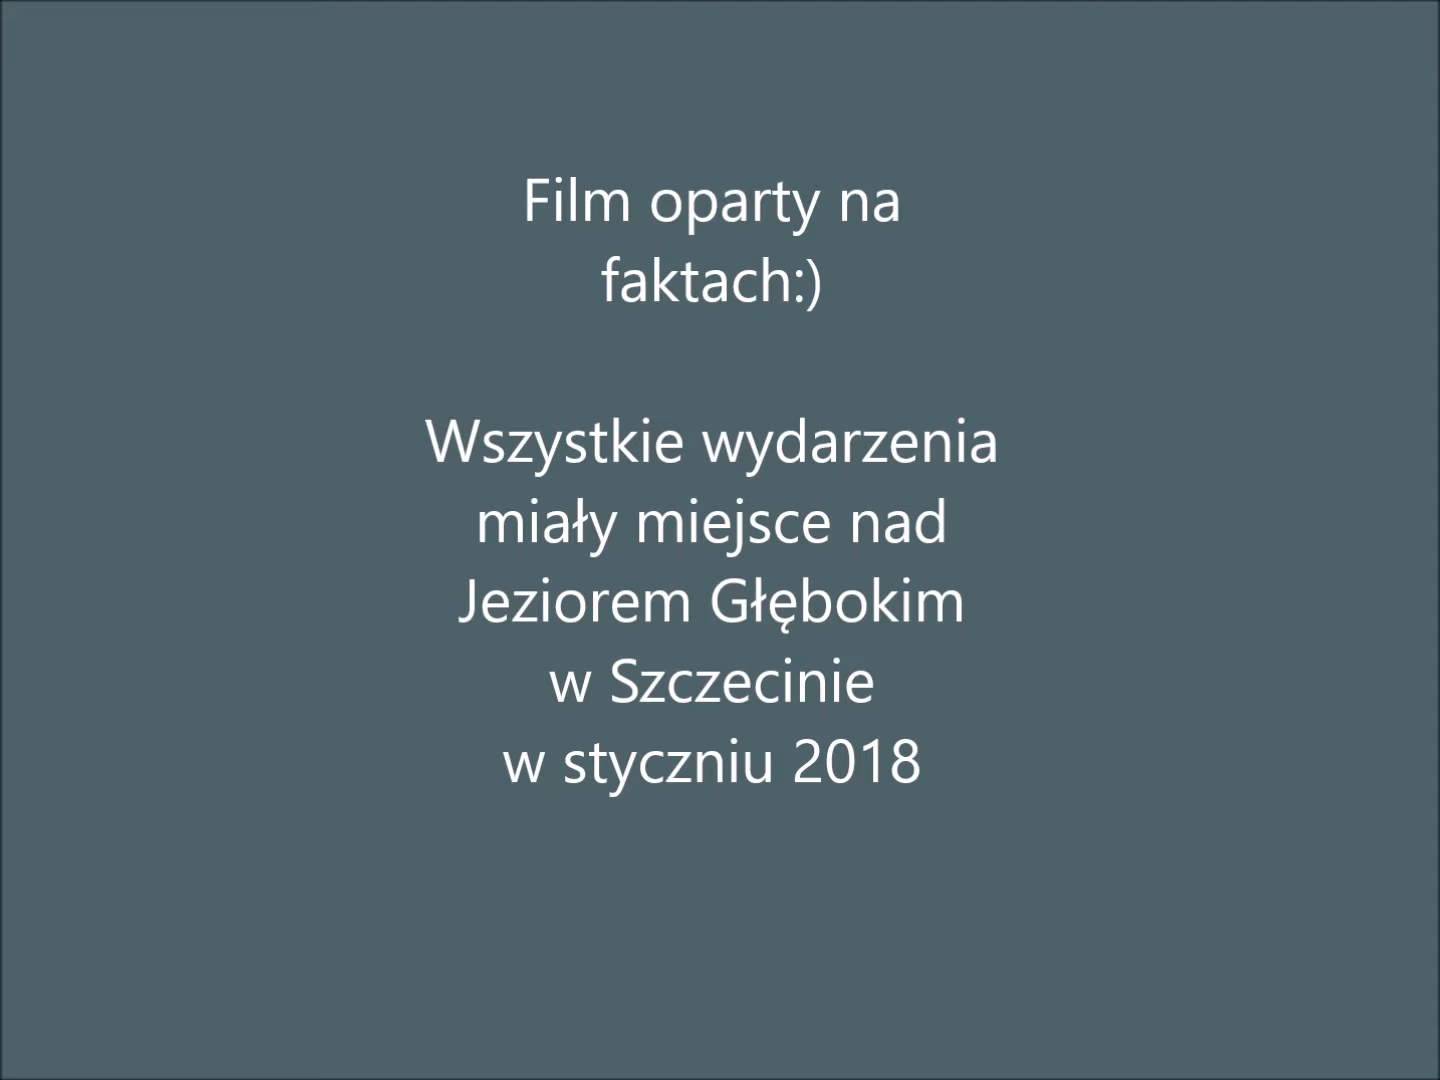 Film oparty na
faktach:)
Wszystkie wydarzenia
miały miejsce nad
Jeziorem Głębokim
w Szczecinie
w styczniu 2018